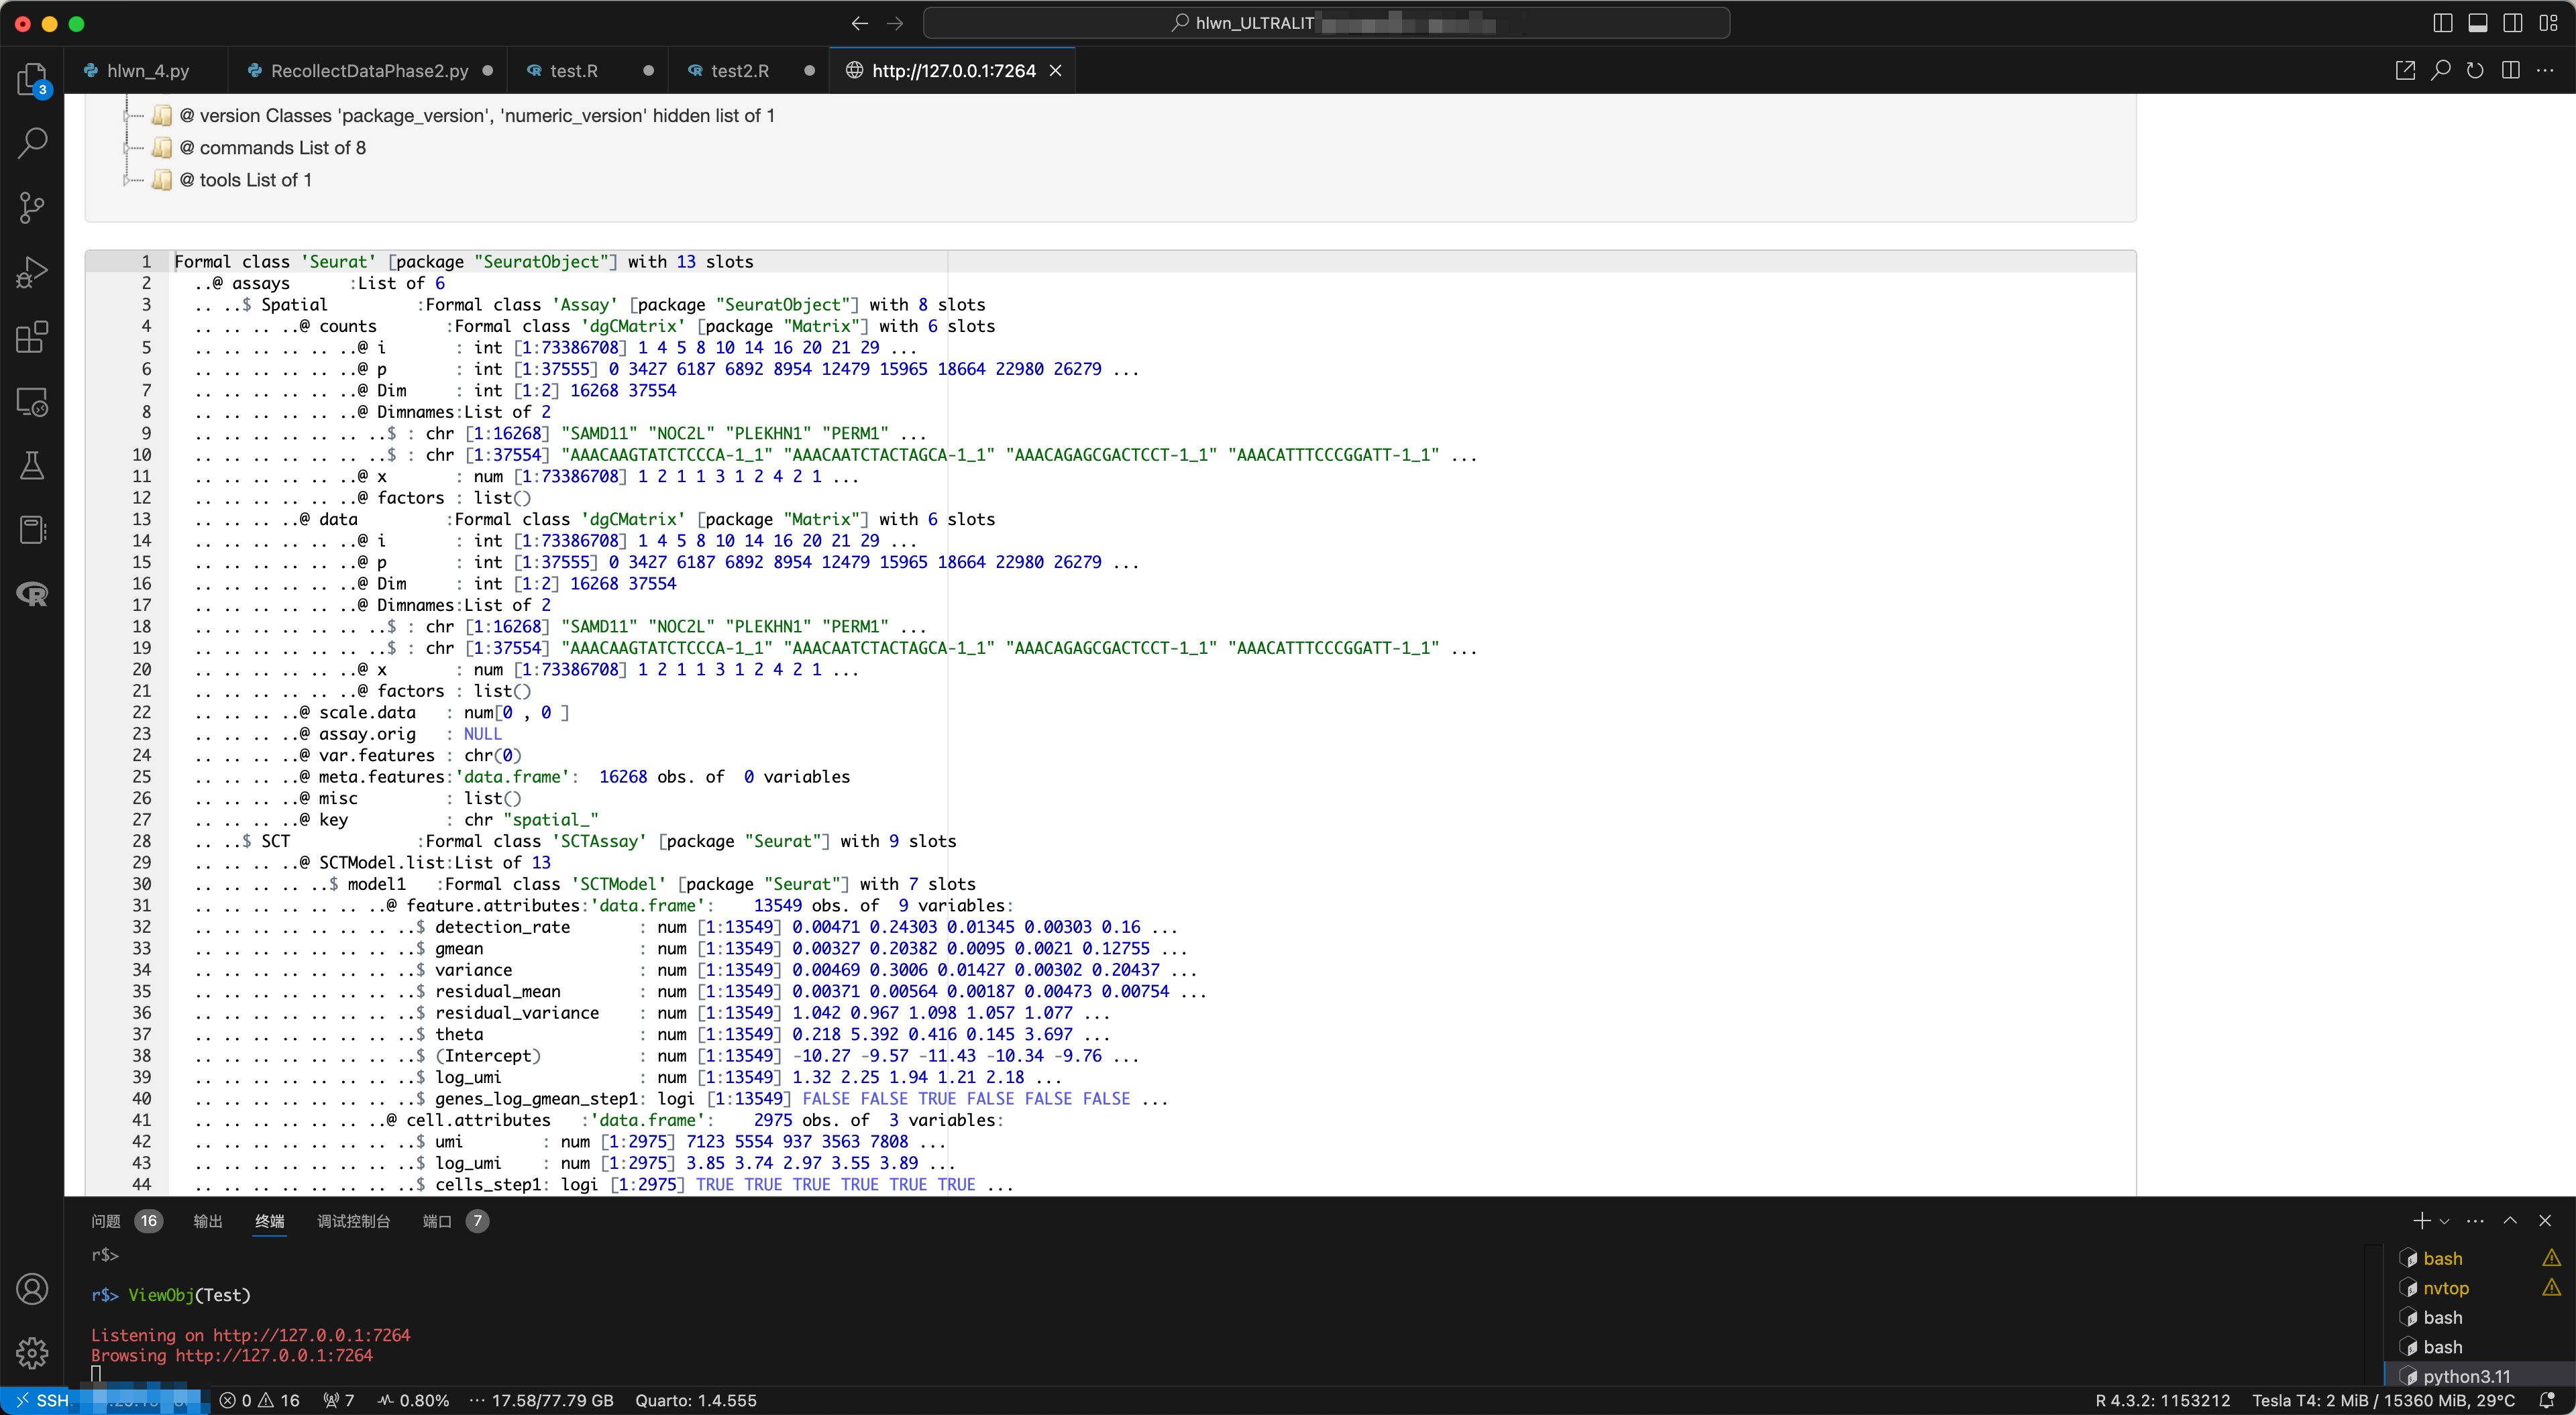 hlwn_ULTRALIT
hlwn_4.py
RecollectDataPhase2.py
test.R
test2.R
http://127.0.0.1:7264
3
@ version Classes 'package_version', 'numeric_version' hidden list of 1
@ commands List of 8
@ tools List of 1
1 Formal class 'Seurat' [package "SeuratObject"] with 13 slots
2 ..@ assays :List of 6
3 .. ..$ Spatial :Formal class 'Assay' [package "SeuratObject"] with 8 slots
4 .. .. .. ..@ counts :Formal class 'dgCMatrix' [package "Matrix"] with 6 slots
5 .. .. .. .. .. ..@ i : int [1:73386708] 1 4 5 8 10 14 16 20 21 29 ...
6 .. .. .. .. .. ..@ p : int [1:37555] 0 3427 6187 6892 8954 12479 15965 18664 22980 26279 ...
7 .. .. .. .. .. ..@ Dim : int [1:2] 16268 37554
8 .. .. .. .. .. ..@ Dimnames:List of 2
9 .. .. .. .. .. .. ..$ : chr [1:16268] "SAMD11" "NOC2L" "PLEKHN1" "PERM1" ...
10 .. .. .. .. .. .. ..$ : chr [1:37554] "AAACAAGTATCTCCCA-1_1" "AAACAATCTACTAGCA-1_1" "AAACAGAGCGACTCCT-1_1" "AAACATTTCCCGGATT-1_1" ...
11 .. .. .. .. .. ..@ x : num [1:73386708] 1 2 1 1 3 1 2 4 2 1 ...
12 .. .. .. .. .. ..@ factors : list()
13 .. .. .. ..@ data :Formal class 'dgCMatrix' [package "Matrix"] with 6 slots
14 .. .. .. .. .. ..@ i : int [1:73386708] 1 4 5 8 10 14 16 20 21 29 ...
15 .. .. .. .. .. ..@ p : int [1:37555] 0 3427 6187 6892 8954 12479 15965 18664 22980 26279 ...
16 .. .. .. .. .. ..@ Dim : int [1:2] 16268 37554
17 .. .. .. .. .. ..@ Dimnames:List of 2
18 .. .. .. .. .. .. ..$ : chr [1:16268] "SAMD11" "NOC2L" "PLEKHN1" "PERM1" ...
19 .. .. .. .. .. .. ..$ : chr [1:37554] "AAACAAGTATCTCCCA-1_1" "AAACAATCTACTAGCA-1_1" "AAACAGAGCGACTCCT-1_1" "AAACATTTCCCGGATT-1_1" ...
20 .. .. .. .. .. ..@ x : num [1:73386708] 1 2 1 1 3 1 2 4 2 1 ...
21 .. .. .. .. .. ..@ factors : list()
22 .. .. .. ..@ scale.data : num[0 , 0 ]
23 .. .. .. ..@ assay.orig : NULL
24 .. .. .. ..@ var.features : chr(0)
25 .. .. .. ..@ meta.features:'data.frame': 16268 obs. of 0 variables
26 .. .. .. ..@ misc : list()
27 .. .. .. ..@ key : chr "spatial_"
28 .. ..$ SCT :Formal class 'SCTAssay' [package "Seurat"] with 9 slots
29 .. .. .. ..@ SCTModel.list:List of 13
30 .. .. .. .. ..$ model1 :Formal class 'SCTModel' [package "Seurat"] with 7 slots
31 .. .. .. .. .. .. ..@ feature.attributes:'data.frame': 13549 obs. of 9 variables:
32 .. .. .. .. .. .. .. ..$ detection_rate : num [1:13549] 0.00471 0.24303 0.01345 0.00303 0.16 ...
33 .. .. .. .. .. .. .. ..$ gmean : num [1:13549] 0.00327 0.20382 0.0095 0.0021 0.12755 ...
34 .. .. .. .. .. .. .. ..$ variance : num [1:13549] 0.00469 0.3006 0.01427 0.00302 0.20437 ...
35 .. .. .. .. .. .. .. ..$ residual_mean : num [1:13549] 0.00371 0.00564 0.00187 0.00473 0.00754 ...
36 .. .. .. .. .. .. .. ..$ residual_variance : num [1:13549] 1.042 0.967 1.098 1.057 1.077 ...
37 .. .. .. .. .. .. .. ..$ theta : num [1:13549] 0.218 5.392 0.416 0.145 3.697 ...
38 .. .. .. .. .. .. .. ..$ (Intercept) : num [1:13549] -10.27 -9.57 -11.43 -10.34 -9.76 ...
39 .. .. .. .. .. .. .. ..$ log_umi : num [1:13549] 1.32 2.25 1.94 1.21 2.18 ...
40 .. .. .. .. .. .. .. ..$ genes_log_gmean_step1: logi [1:13549] FALSE FALSE TRUE FALSE FALSE FALSE ...
41 .. .. .. .. .. .. ..@ cell.attributes :'data.frame': 2975 obs. of 3 variables:
42 .. .. .. .. .. .. .. ..$ umi : num [1:2975] 7123 5554 937 3563 7808 ...
43 .. .. .. .. .. .. .. ..$ log_umi : num [1:2975] 3.85 3.74 2.97 3.55 3.89 ...
44 .. .. .. .. .. .. .. ..$ cells_step1: logi [1:2975] TRUE TRUE TRUE TRUE TRUE TRUE ...
问题 16 输出 终端 调试控制台 端口 7
r$>
r$> ViewObj(Test)
Listening on http://127.0.0.1:7264
Browsing http://127.0.0.1:7264
bash
nvtop
bash
bash
python3.11
SSH 0 16 7 0.80% ··· 17.58/77.79 GB Quarto: 1.4.555 R 4.3.2: 1153212 Tesla T4: 2 MiB / 15360 MiB, 29°C